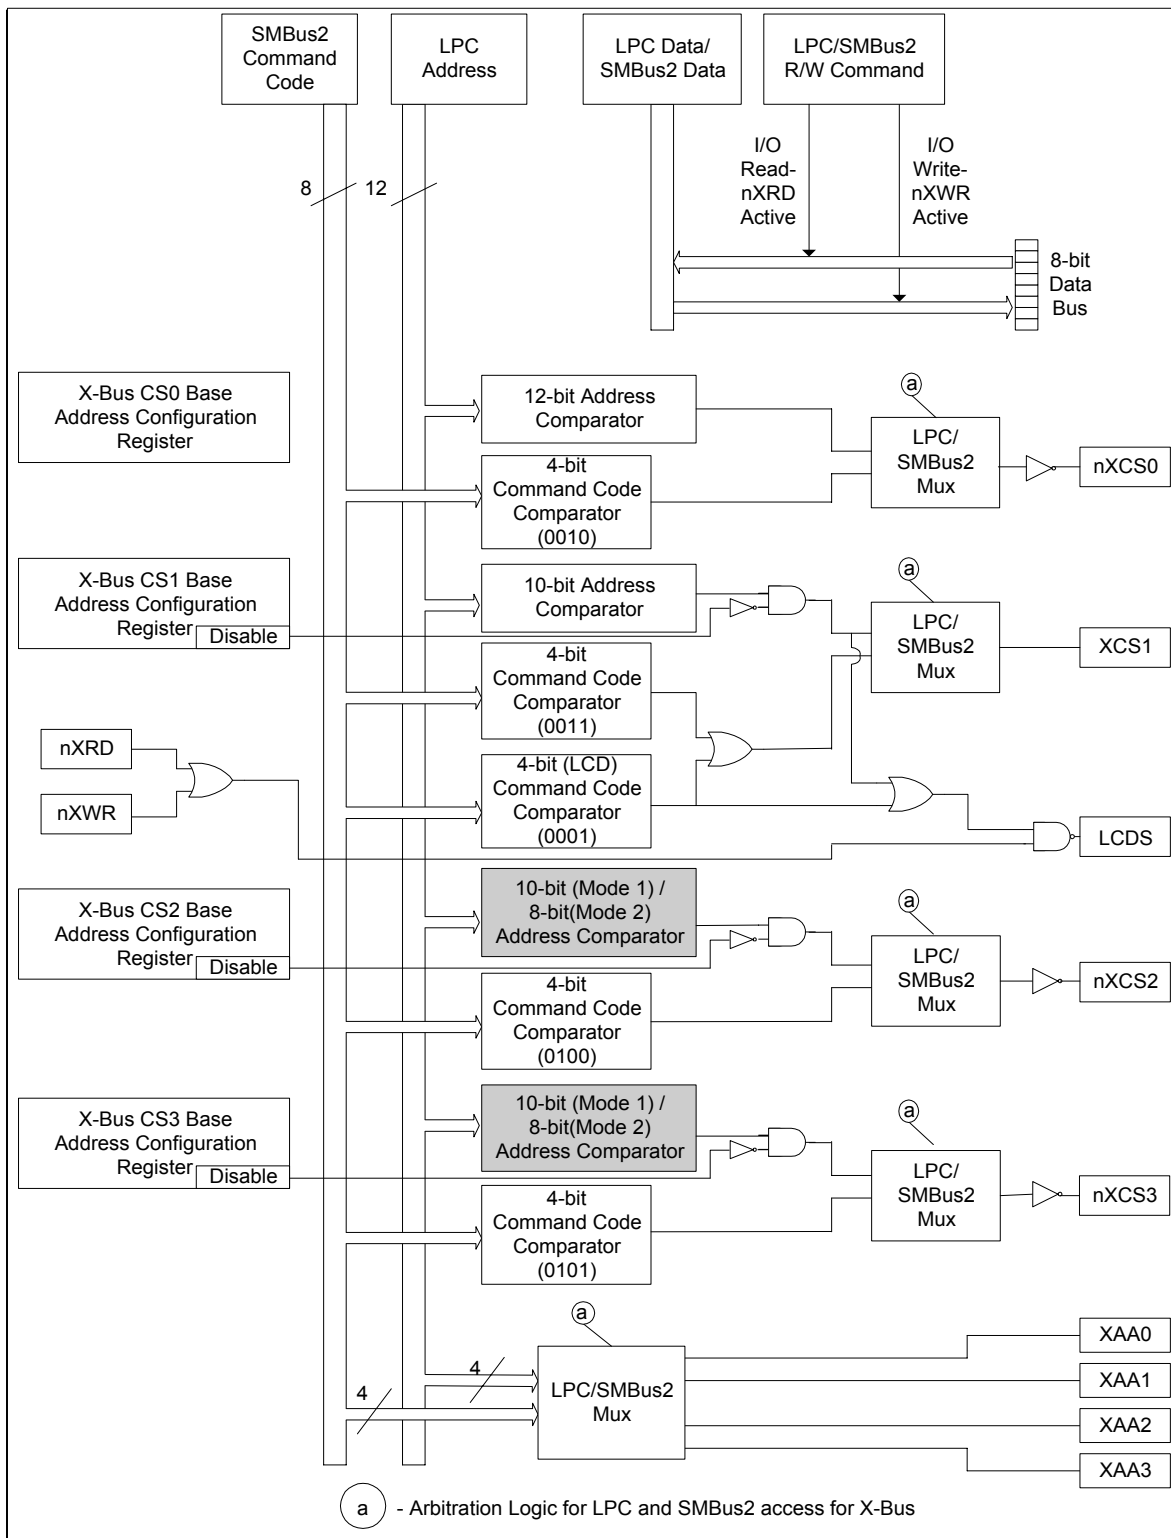 SMBus2
Command
Code
LPC
Address
LPC Data/
SMBus2 Data
LPC/SMBus2
R/W Command
8
12
I/O
Read-
nXRD
Active
I/O
Write-
nXWR
Active
8-bit
Data
Bus
X-Bus CS0 Base
Address Configuration
Register
12-bit Address
Comparator
4-bit
Command Code
Comparator
(0010)
a
LPC/
SMBus2
Mux
nXCS0
X-Bus CS1 Base
Address Configuration
Register
Disable
10-bit Address
Comparator
4-bit
Command Code
Comparator
(0011)
a
LPC/
SMBus2
Mux
XCS1
nXRD
nXWR
4-bit (LCD)
Command Code
Comparator
(0001)
LCDS
X-Bus CS2 Base
Address Configuration
Register
Disable
10-bit (Mode 1) /
8-bit(Mode 2)
Address Comparator
4-bit
Command Code
Comparator
(0100)
a
LPC/
SMBus2
Mux
nXCS2
X-Bus CS3 Base
Address Configuration
Register
Disable
10-bit (Mode 1) /
8-bit(Mode 2)
Address Comparator
4-bit
Command Code
Comparator
(0101)
a
LPC/
SMBus2
Mux
nXCS3
a
4
4
LPC/SMBus2
Mux
XAA0
XAA1
XAA2
XAA3
a - Arbitration Logic for LPC and SMBus2 access for X-Bus